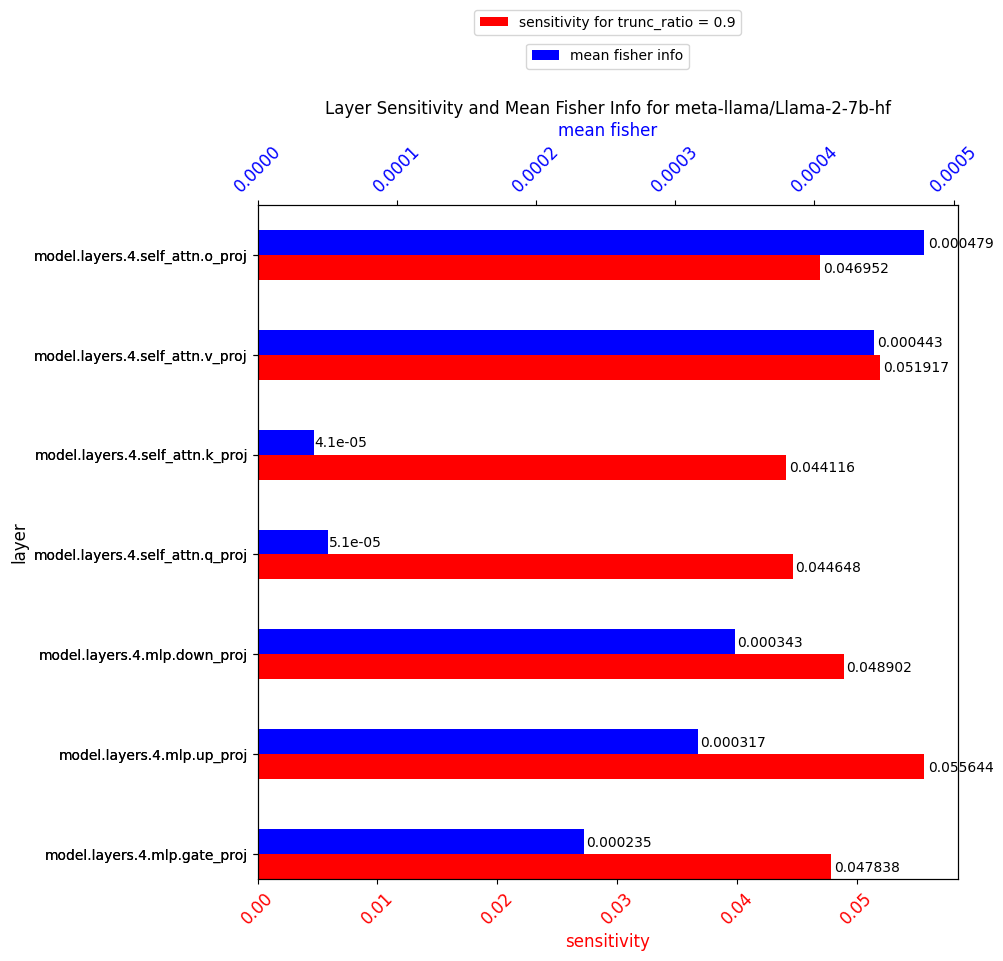 sensitivity for trunc_ratio = 0.9
mean fisher info
Layer Sensitivity and Mean Fisher Info for meta-llama/Llama-2-7b-hf
mean fisher
0.0000 0.0001 0.0002 0.0003 0.0004 0.0005
model.layers.4.self_attn.o_proj
0.000479
0.046952
model.layers.4.self_attn.v_proj
0.000443
0.051917
model.layers.4.self_attn.k_proj
4.1e-05
0.044116
model.layers.4.self_attn.q_proj
5.1e-05
0.044648
model.layers.4.mlp.down_proj
0.000343
0.048902
model.layers.4.mlp.up_proj
0.000317
0.055644
model.layers.4.mlp.gate_proj
0.000235
0.047838
layer
0.00 0.01 0.02 0.03 0.04 0.05
sensitivity